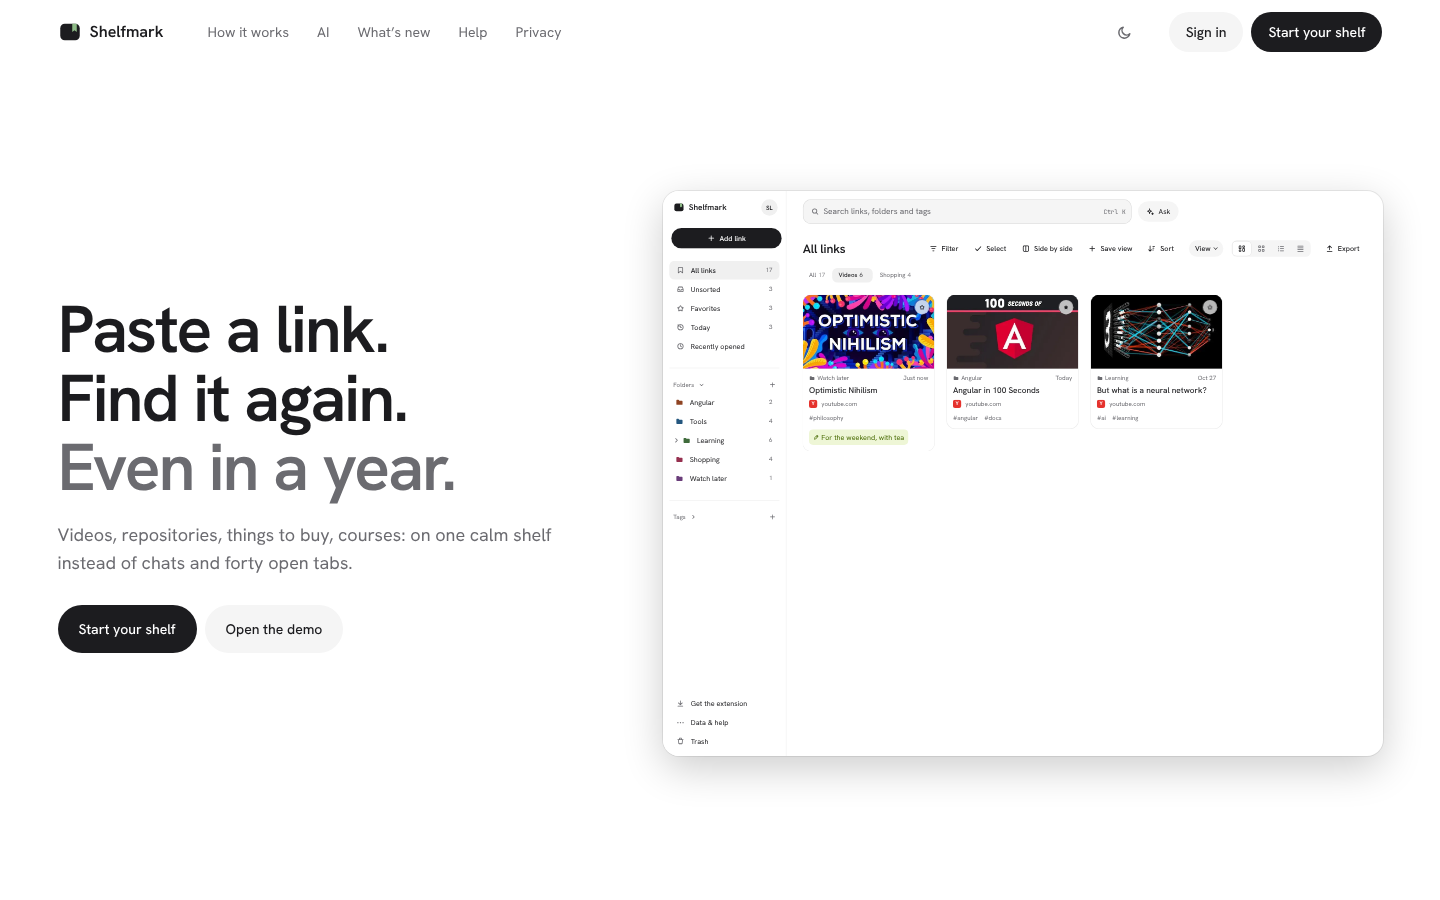 Shelfmark
How it works
AI
What's new
Help
Privacy
Sign in
Start your shelf
Paste a link.
Find it again.
Even in a year.
Videos, repositories, things to buy, courses: on one calm shelf
instead of chats and forty open tabs.
Start your shelf
Open the demo
Shelfmark
SL
Add link
All links 17
Unsorted 3
Favorites 3
Today 3
Recently opened
Folders
Angular 2
Tools 4
Learning 6
Shopping 4
Watch later 1
Tags
Get the extension
Data & help
Trash
Search links, folders and tags
Ask
All links
Filter
Select
Side by side
Save view
Sort
View
Export
All 17
Videos 6
Shopping 4
OPTIMISTIC
NIHILISM
Watch later
Just now
Optimistic Nihilism
youtube.com
#philosophy
For the weekend, with tea
100 SECONDS OF
A
Angular
Today
Angular in 100 Seconds
youtube.com
#angular #docs
Learning
Oct 27
But what is a neural network?
youtube.com
#ai #learning